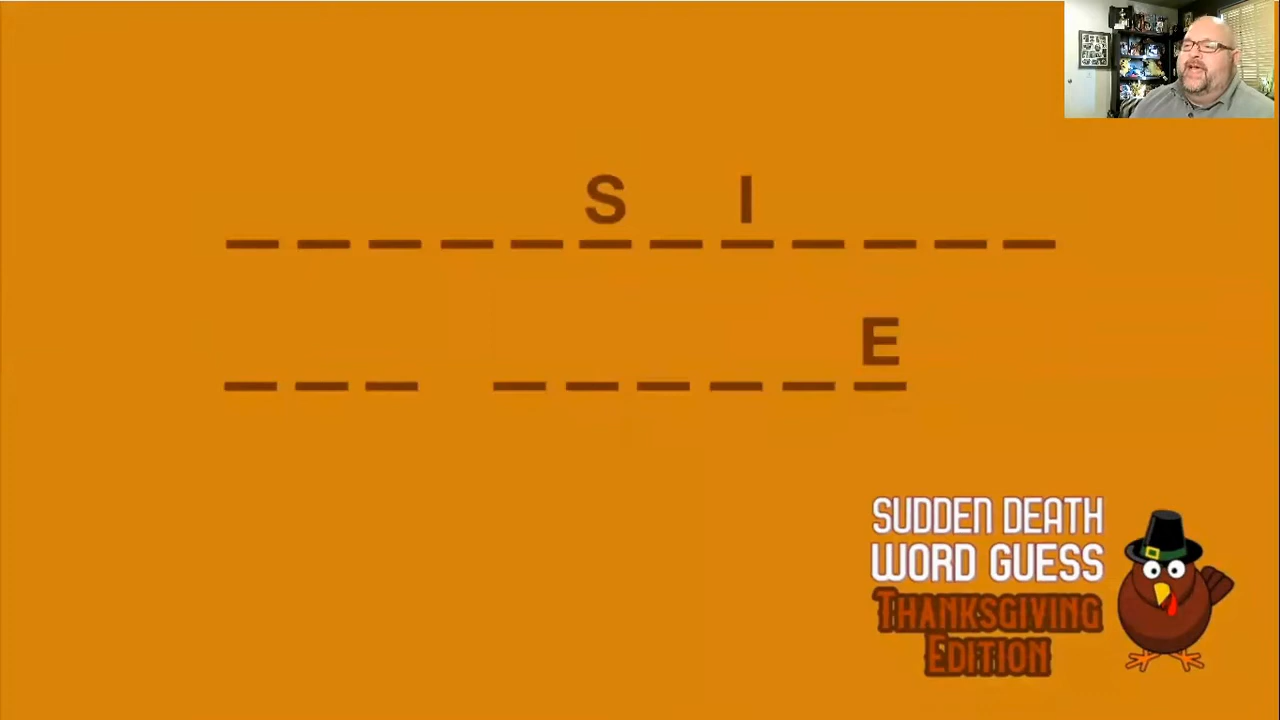 S I
E
SUDDEN DEATH
WORD GUESS
THANKSGIVING
EDITION